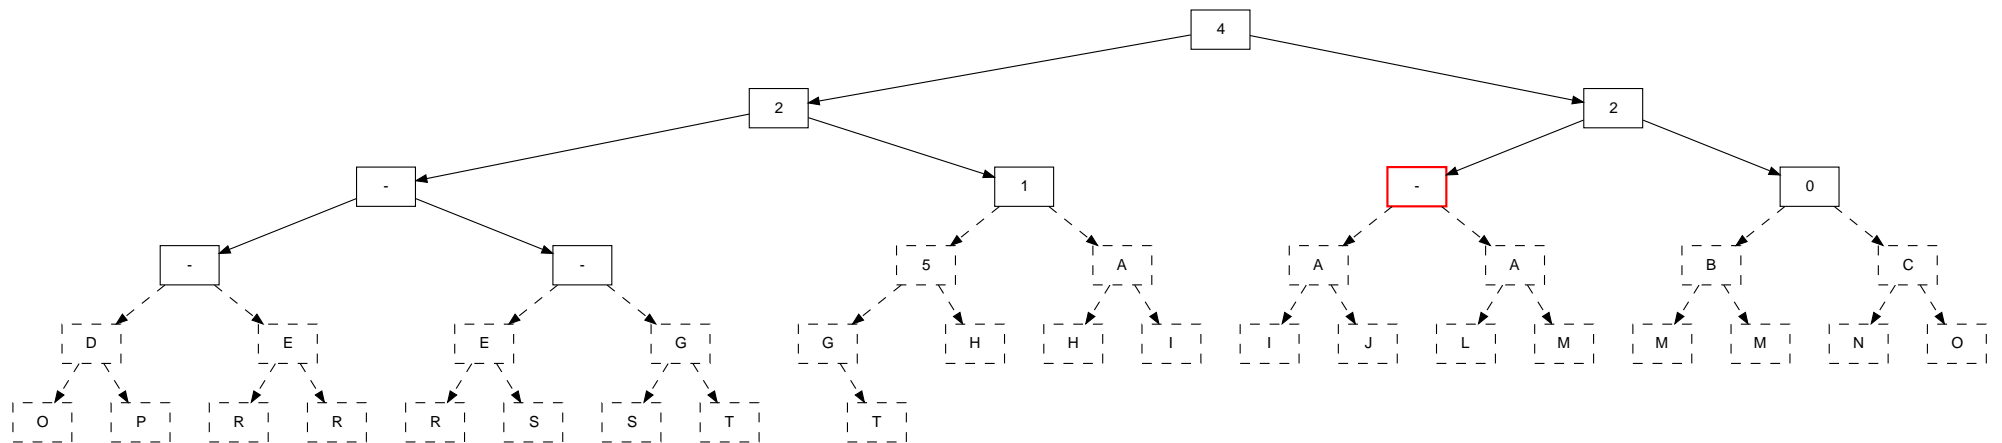 4
2 2
- 1 - 0
- - 5 A A A B C
D E E G G H H I I J L M M M N O
O P R R R S S T T